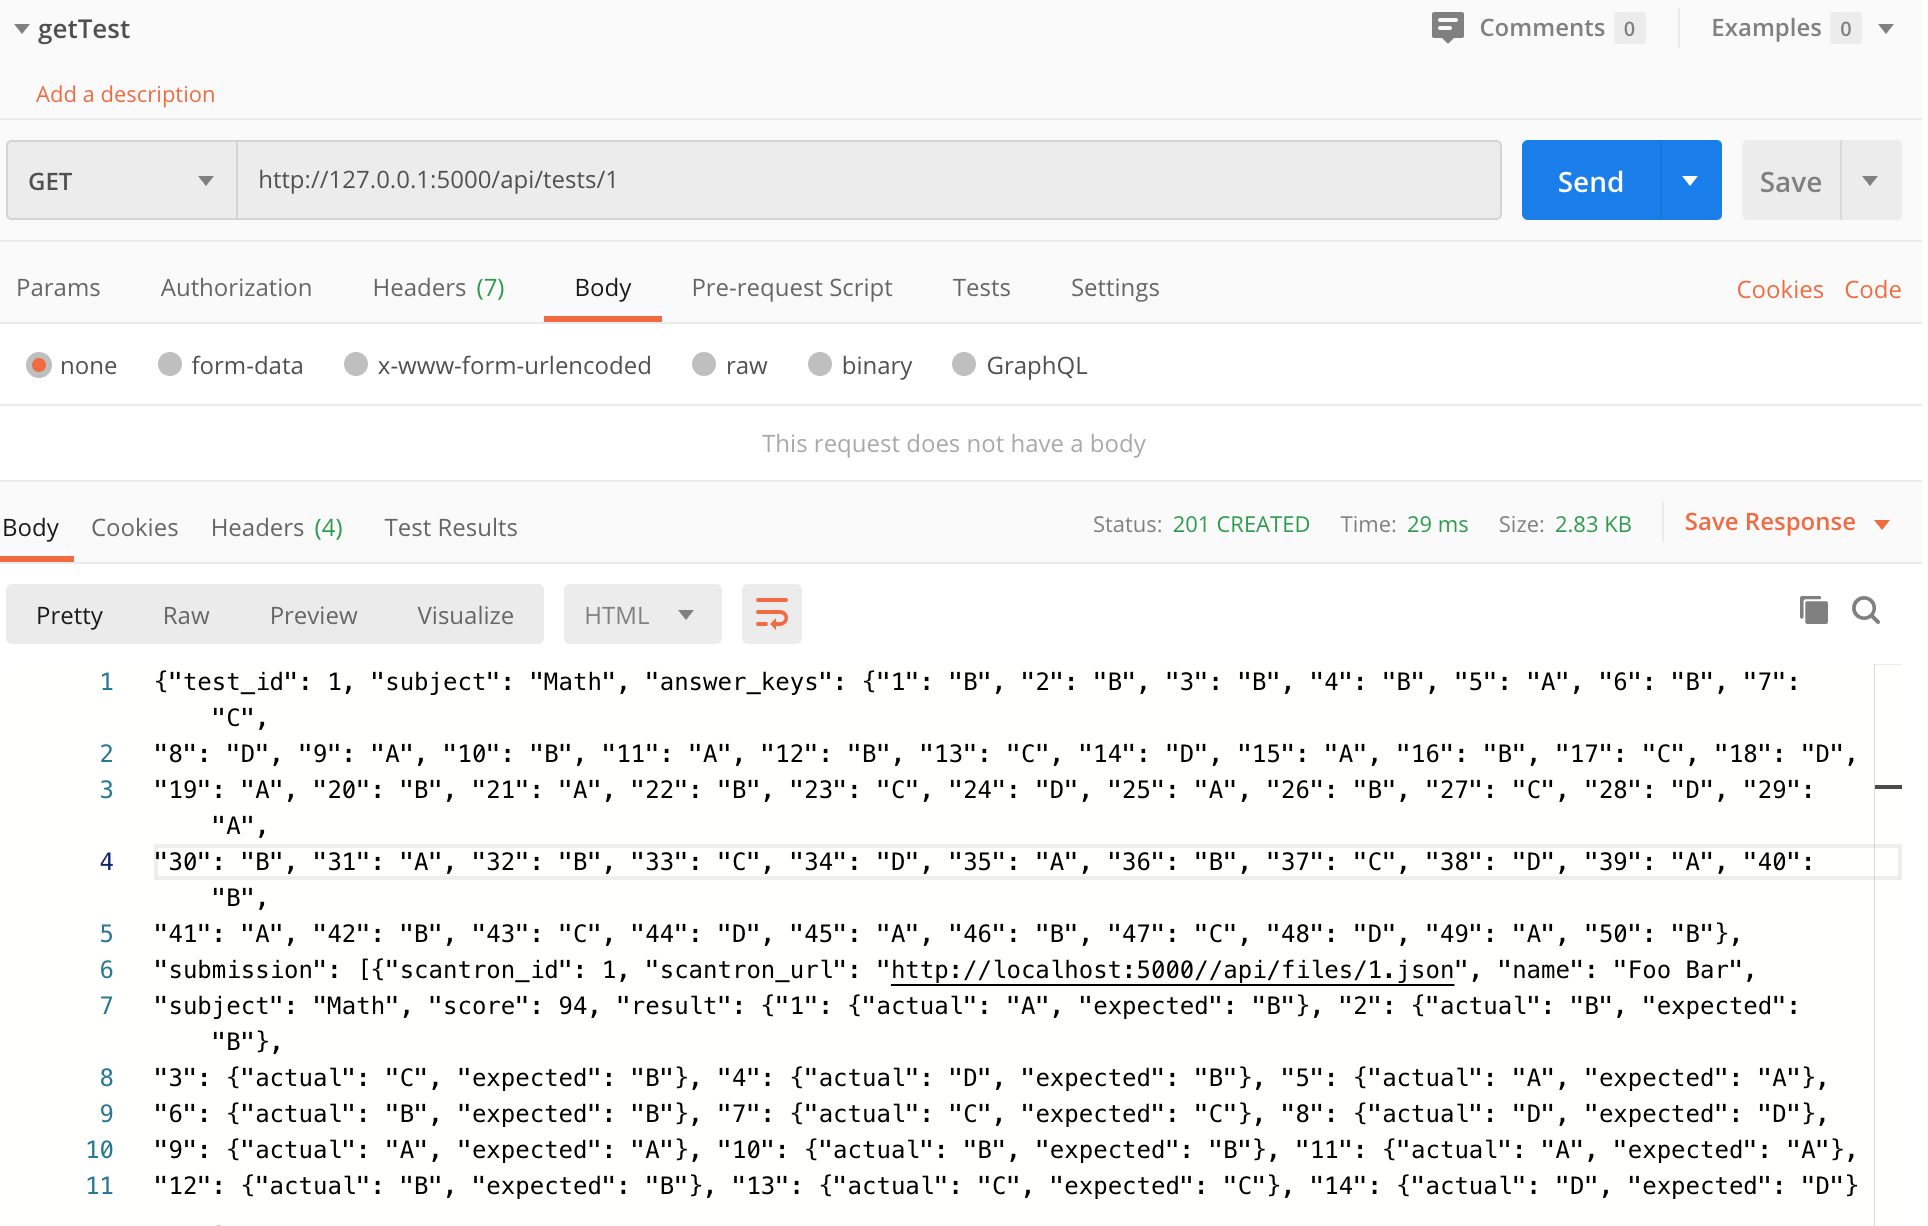 getTest
Comments 0
Examples 0
Add a description
GET
http://127.0.0.1:5000/api/tests/1
Send
Save
Params
Authorization
Headers (7)
Body
Pre-request Script
Tests
Settings
Cookies
Code
none
form-data
x-www-form-urlencoded
raw
binary
GraphQL
This request does not have a body
Body
Cookies
Headers (4)
Test Results
Status: 201 CREATED
Time: 29 ms
Size: 2.83 KB
Save Response
Pretty
Raw
Preview
Visualize
HTML
1 {"test_id": 1, "subject": "Math", "answer_keys": {"1": "B", "2": "B", "3": "B", "4": "B", "5": "A", "6": "B", "7":
"C",
2 "8": "D", "9": "A", "10": "B", "11": "A", "12": "B", "13": "C", "14": "D", "15": "A", "16": "B", "17": "C", "18": "D",
3 "19": "A", "20": "B", "21": "A", "22": "B", "23": "C", "24": "D", "25": "A", "26": "B", "27": "C", "28": "D", "29":
"A",
4 "30": "B", "31": "A", "32": "B", "33": "C", "34": "D", "35": "A", "36": "B", "37": "C", "38": "D", "39": "A", "40":
"B",
5 "41": "A", "42": "B", "43": "C", "44": "D", "45": "A", "46": "B", "47": "C", "48": "D", "49": "A", "50": "B"},
6 "submission": [{"scantron_id": 1, "scantron_url": "http://localhost:5000//api/files/1.json", "name": "Foo Bar",
7 "subject": "Math", "score": 94, "result": {"1": {"actual": "A", "expected": "B"}, "2": {"actual": "B", "expected":
"B"},
8 "3": {"actual": "C", "expected": "B"}, "4": {"actual": "D", "expected": "B"}, "5": {"actual": "A", "expected": "A"},
9 "6": {"actual": "B", "expected": "B"}, "7": {"actual": "C", "expected": "C"}, "8": {"actual": "D", "expected": "D"},
10 "9": {"actual": "A", "expected": "A"}, "10": {"actual": "B", "expected": "B"}, "11": {"actual": "A", "expected": "A"},
11 "12": {"actual": "B", "expected": "B"}, "13": {"actual": "C", "expected": "C"}, "14": {"actual": "D", "expected": "D"}